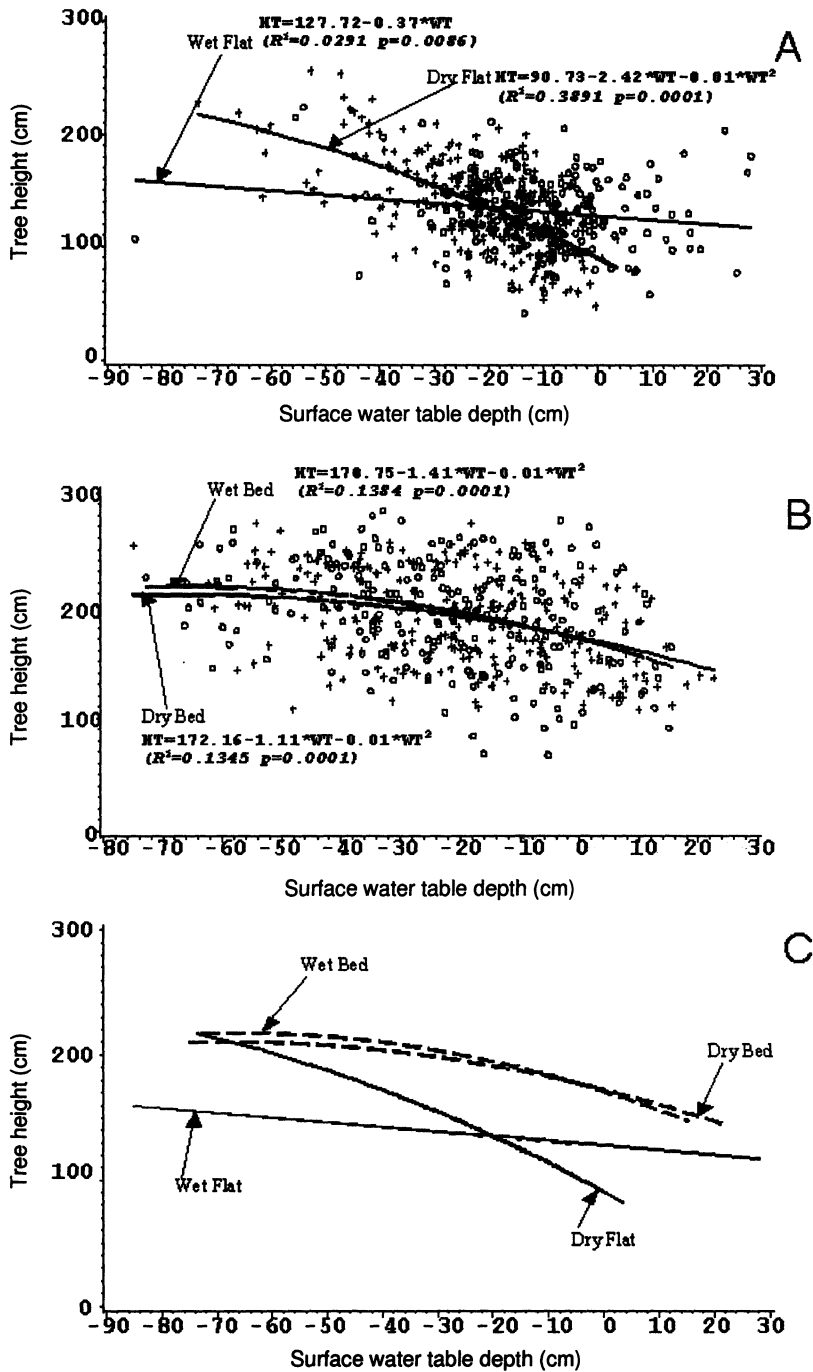 300
HT=127.72-0.37*WT
Wet Flat (R²=0.0291 p=0.0086)
A
Dry Flat HT=90.73-2.42*WT-0.01*WT²
(R²=0.3891 p=0.0001)
Tree height (cm)
200
100
0
-90 -80 -70 -60 -50 -40 -30 -20 -10 0 10 20 30
Surface water table depth (cm)
300
HT=170.75-1.41*WT-0.01*WT²
Wet Bed (R²=0.1384 p=0.0001)
B
Tree height (cm)
200
100
Dry Bed
HT=172.16-1.11*WT-0.01*WT²
(R²=0.1345 p=0.0001)
0
-80 -70 -60 -50 -40 -30 -20 -10 0 10 20 30
Surface water table depth (cm)
300
C
Wet Bed
Tree height (cm)
200
Dry Bed
100
Wet Flat
Dry Flat
0
-90 -80 -70 -60 -50 -40 -30 -20 -10 0 10 20 30
Surface water table depth (cm)